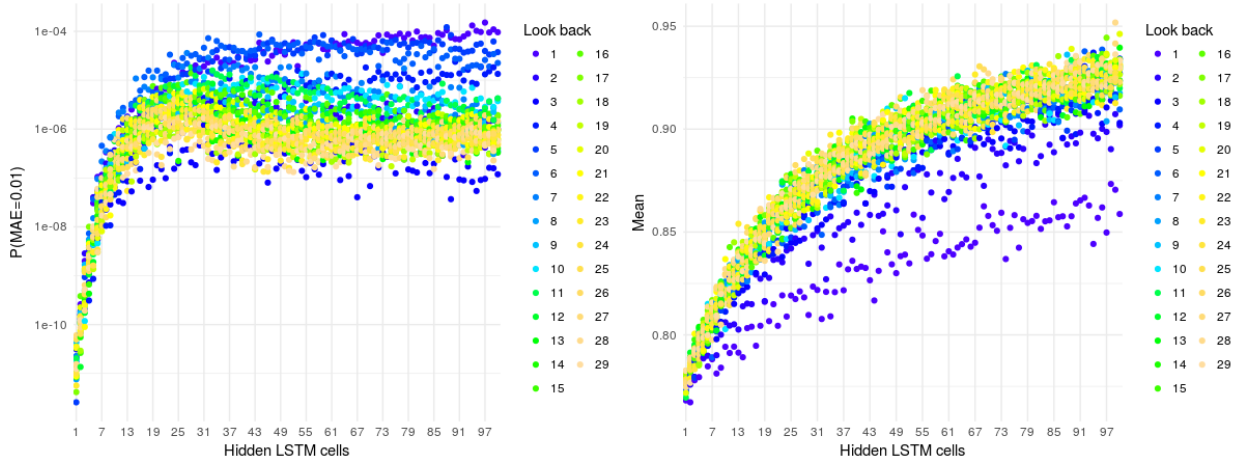 1e-04
1e-06
1e-08
1e-10
P(MAE=0.01)
1 7 13 19 25 31 37 43 49 55 61 67 73 79 85 91 97
Hidden LSTM cells
Look back
1 16
2 17
3 18
4 19
5 20
6 21
7 22
8 23
9 24
10 25
11 26
12 27
13 28
14 29
15
0.95
0.90
0.85
0.80
Mean
1 7 13 19 25 31 37 43 49 55 61 67 73 79 85 91 97
Hidden LSTM cells
Look back
1 16
2 17
3 18
4 19
5 20
6 21
7 22
8 23
9 24
10 25
11 26
12 27
13 28
14 29
15